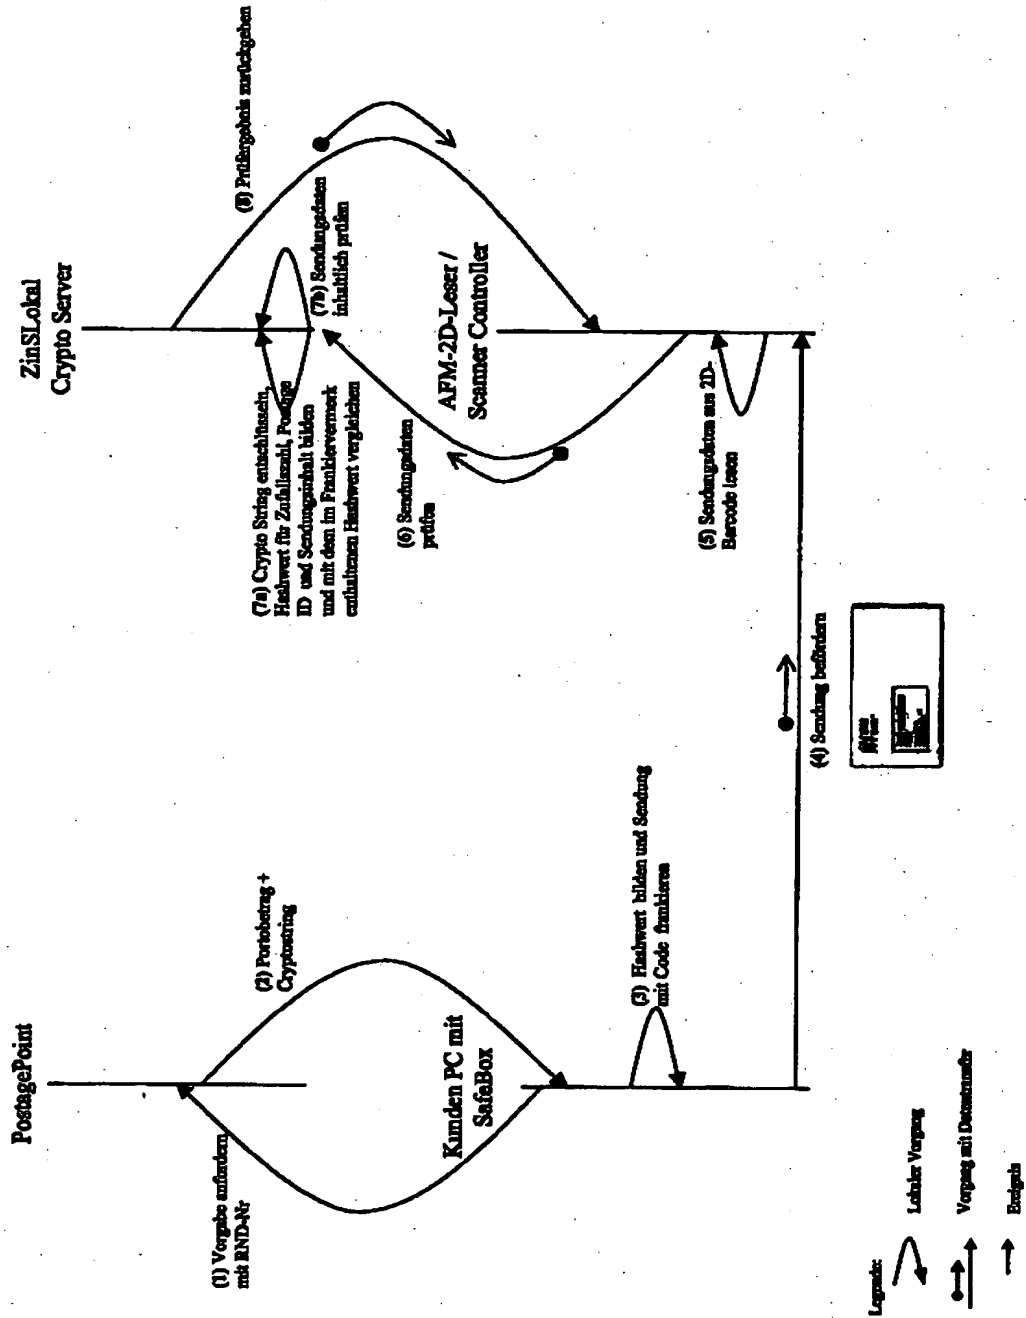 PostagePoint
(1) Vorgabe anfordern
mit RND-Nr
(2) Portobetrag +
Cryptostring
Kunden PC mit
SafeBox
(3) Hashwert bilden und Sendung
mit Code frankieren
(4) Sendung befördern
ZinSLokal
Crypto Server
(7a) Crypto String entschlüsseln,
Hashwert für Zufallszahl, Postage
ID und Sendungsinhalt bilden
und mit dem im Frankiervermerk
enthaltenen Hashwert vergleichen
(7b) Sendungsdaten
inhaltlich prüfen
(8) Prüfergebnis zurückgeben
(6) Sendungsdaten
prüfen
AFM-2D-Leser /
Scanner Controller
(5) Sendungsdaten aus 2D-
Barcode lesen
Legende:
Lokaler Vorgang
Vorgang mit Datentransfer
Ereignis